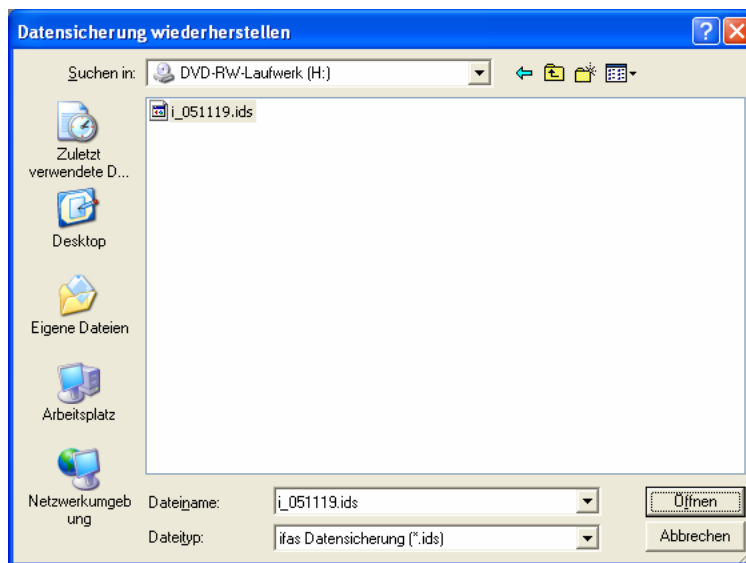 Datensicherung wiederherstellen
Suchen in:
DVD-RW-Laufwerk (H:)
i_051119.ids
Zuletzt
verwendete D...
Desktop
Eigene Dateien
Arbeitsplatz
Netzwerkumgeb
ung
Dateiname:
i_051119.ids
Öffnen
Dateityp:
ifas Datensicherung (*.ids)
Abbrechen